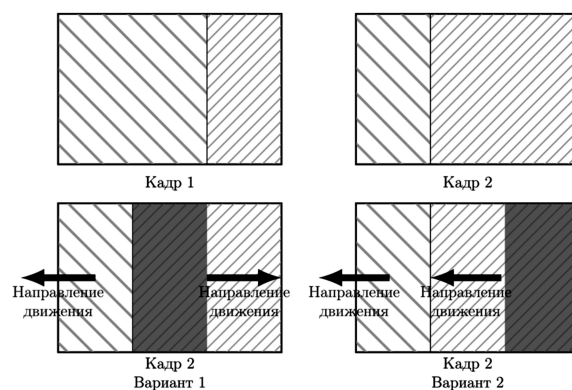 Кадр 1
Кадр 2
Направление
движения
Направление
движения
Кадр 2
Вариант 1
Направление
движения
Направление
движения
Кадр 2
Вариант 2